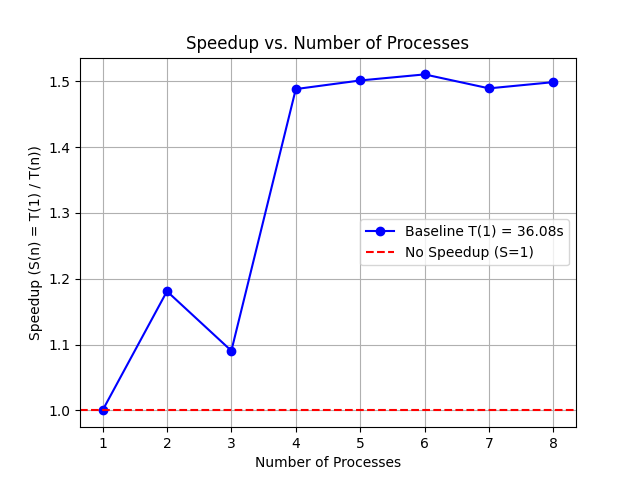 Speedup vs. Number of Processes
Speedup (S(n) = T(1) / T(n))
1.5
1.4
1.3
1.2
1.1
1.0
Baseline T(1) = 36.08s
No Speedup (S=1)
1 2 3 4 5 6 7 8
Number of Processes